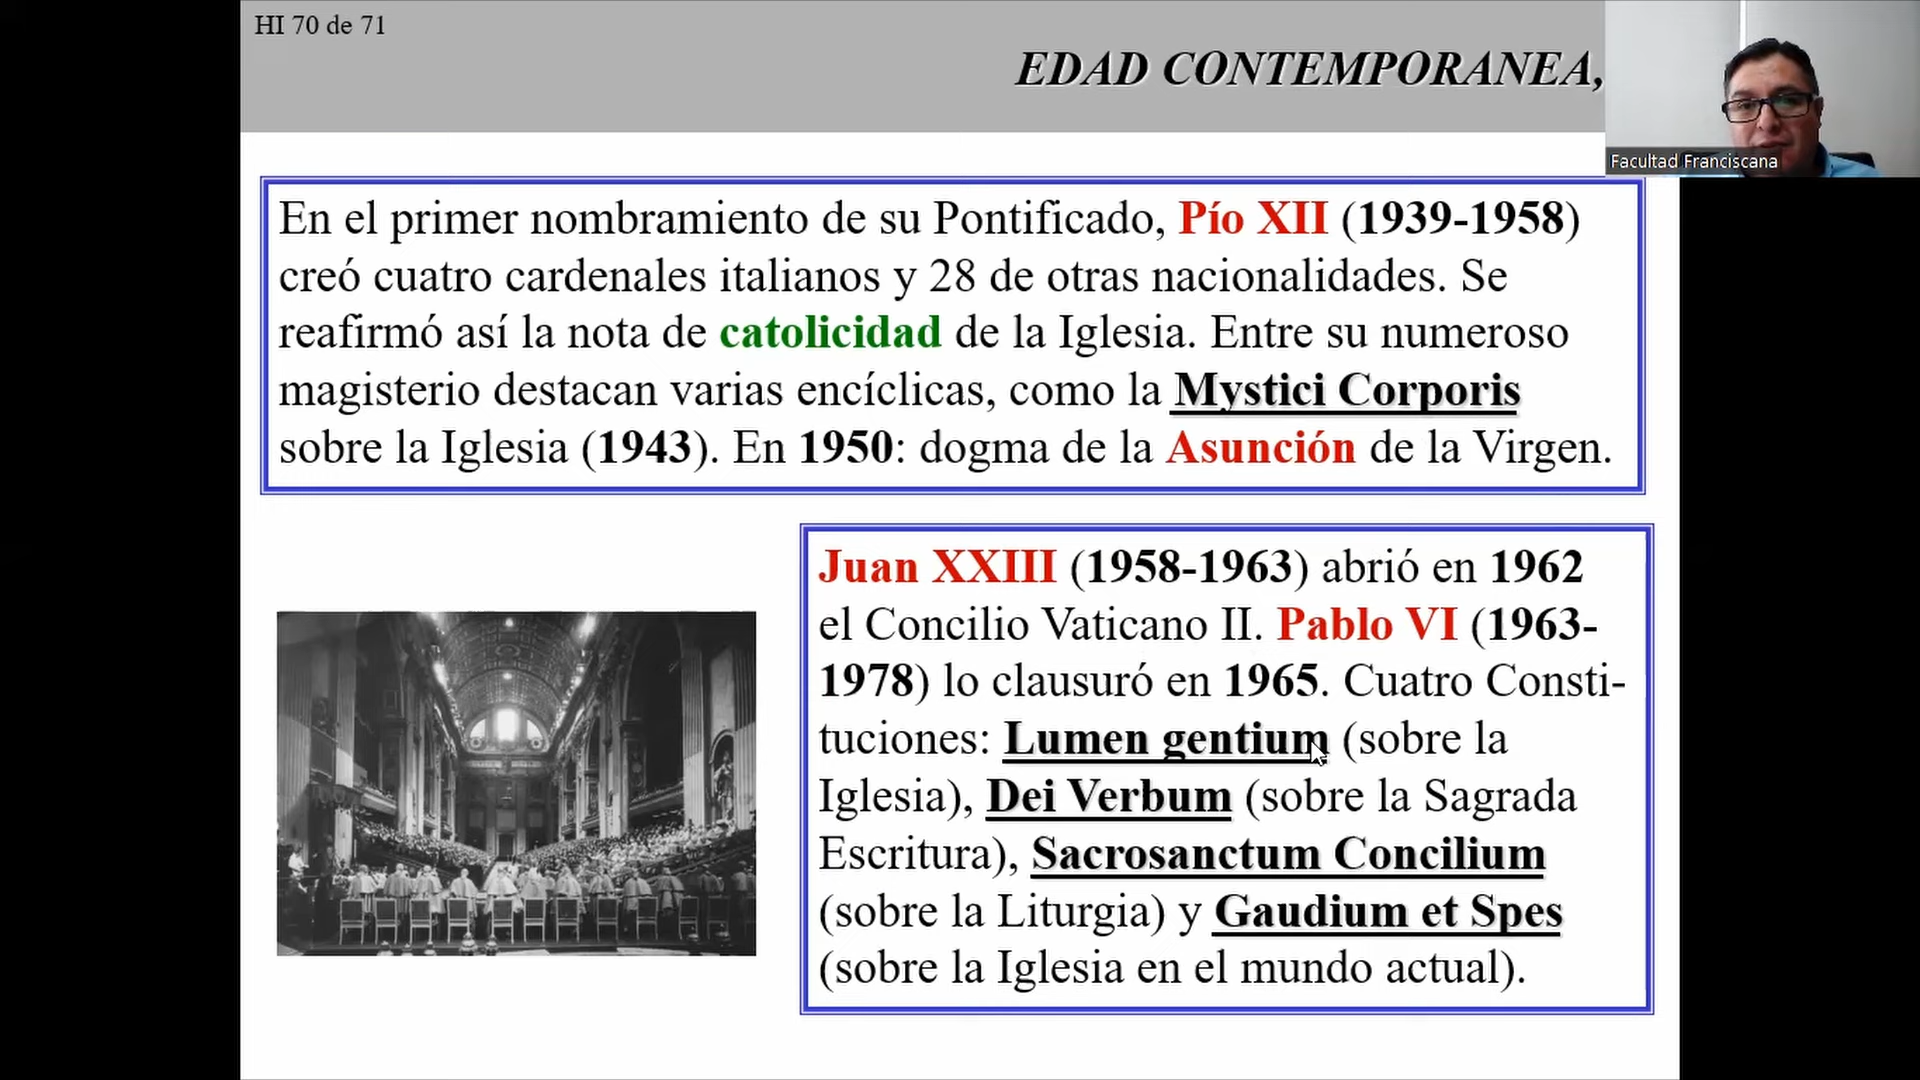 HI 70 de 71
EDAD CONTEMPORANEA,
Facultad Franciscana
En el primer nombramiento de su Pontificado, Pío XII (1939-1958)
creó cuatro cardenales italianos y 28 de otras nacionalidades. Se
reafirmó así la nota de catolicidad de la Iglesia. Entre su numeroso
magisterio destacan varias encíclicas, como la Mystici Corporis
sobre la Iglesia (1943). En 1950: dogma de la Asunción de la Virgen.
Juan XXIII (1958-1963) abrió en 1962
el Concilio Vaticano II. Pablo VI (1963-
1978) lo clausuró en 1965. Cuatro Consti-
tuciones: Lumen gentium (sobre la
Iglesia), Dei Verbum (sobre la Sagrada
Escritura), Sacrosanctum Concilium
(sobre la Liturgia) y Gaudium et Spes
(sobre la Iglesia en el mundo actual).